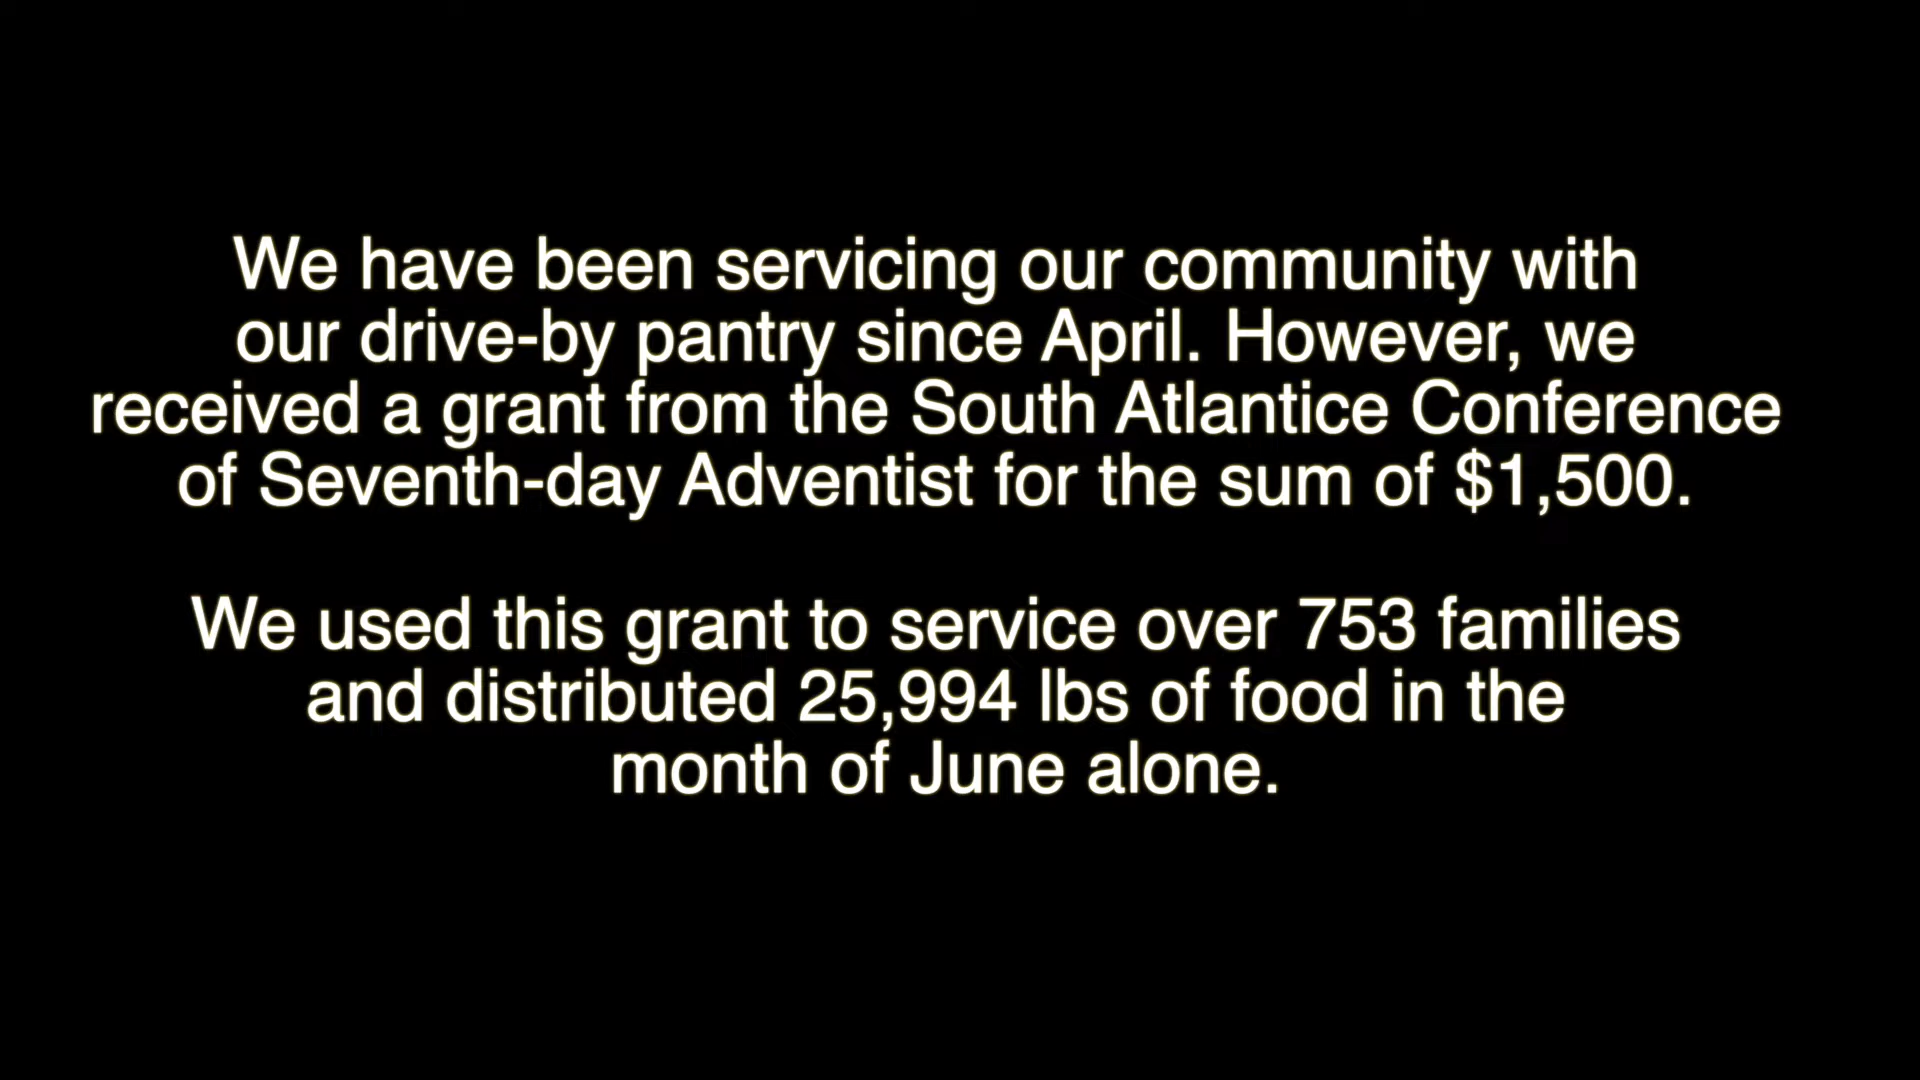 We have been servicing our community with
our drive-by pantry since April. However, we
received a grant from the South Atlantice Conference
of Seventh-day Adventist for the sum of $1,500.
We used this grant to service over 753 families
and distributed 25,994 lbs of food in the
month of June alone.